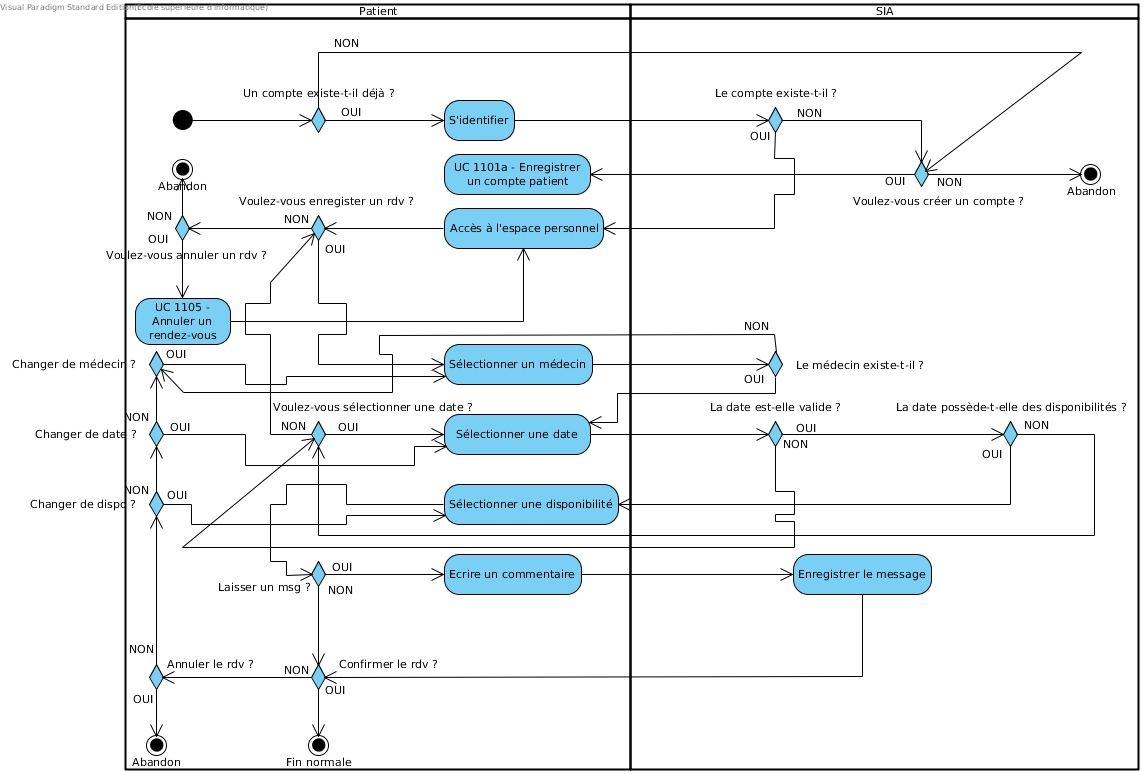 Visual Paradigm Standard Edition(Ecole superieure d'informatique)
Patient
SIA
NON
Un compte existe-t-il déjà ?
OUI
S'identifier
Le compte existe-t-il ?
NON
OUI
Abandon
UC 1101a - Enregistrer
un compte patient
OUI
NON
Abandon
Voulez-vous créer un compte ?
Voulez-vous enregister un rdv ?
NON
NON
OUI
OUI
Accès à l'espace personnel
Voulez-vous annuler un rdv ?
UC 1105 -
Annuler un
rendez-vous
NON
Changer de médecin ?
OUI
Sélectionner un médecin
Le médecin existe-t-il ?
OUI
Voulez-vous sélectionner une date ?
La date est-elle valide ?
La date possède-t-elle des disponibilités ?
NON
Changer de date ?
OUI
NON
OUI
Sélectionner une date
OUI
NON
NON
OUI
NON
Changer de dispo ?
OUI
Sélectionner une disponibilité
Laisser un msg ?
OUI
NON
Ecrire un commentaire
Enregistrer le message
NON
Annuler le rdv ?
NON
Confirmer le rdv ?
OUI
OUI
Abandon
Fin normale